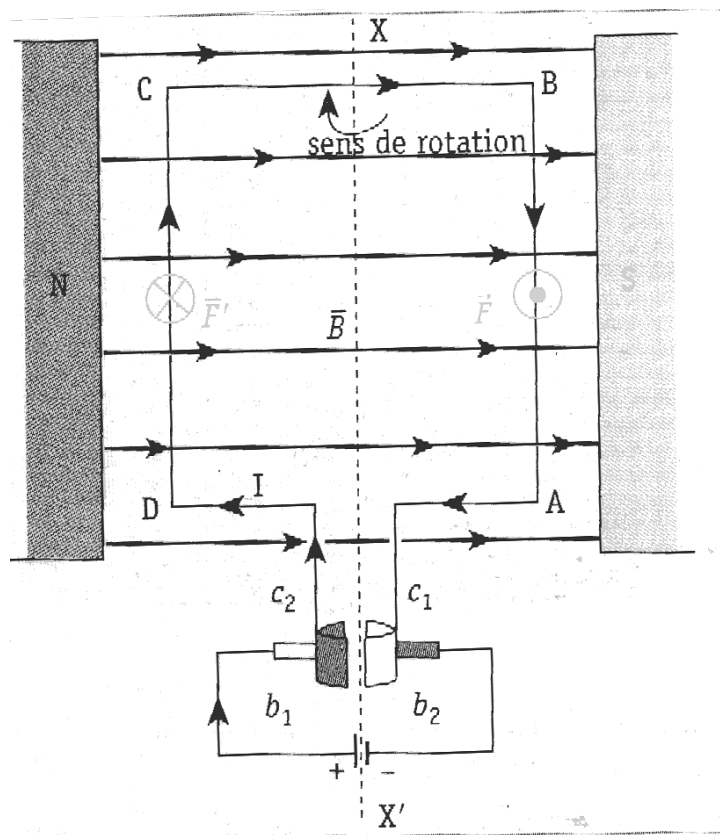 X
C
B
sens de rotation
N
S
F̅'
B̅
F⃗
D
I
A
c₂
c₁
b₁
b₂
+
−
X'